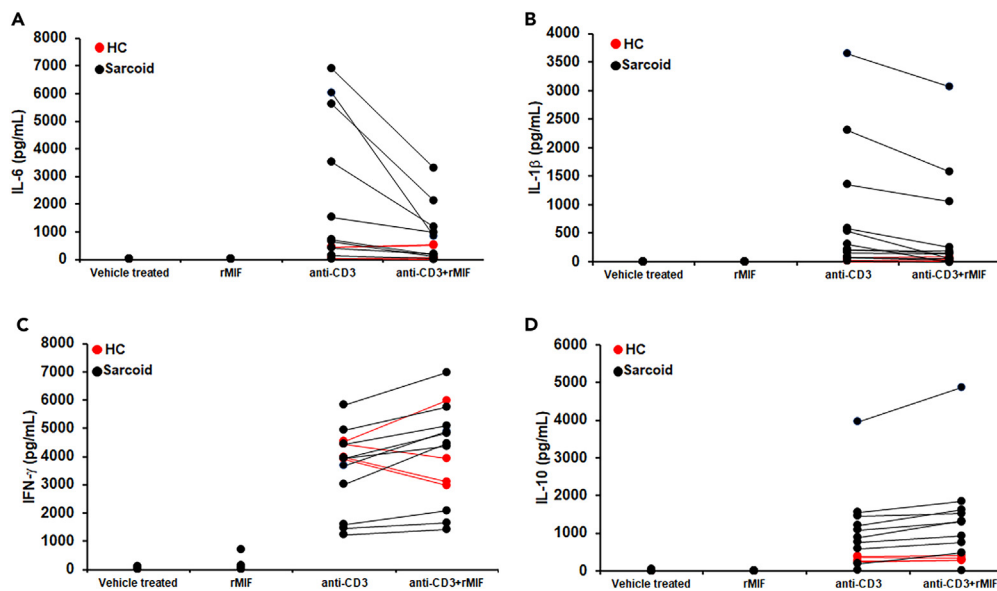 A
8000
7000
6000
5000
4000
3000
2000
1000
0
IL-6 (pg/mL)
HC
Sarcoid
Vehicle treated rMIF anti-CD3 anti-CD3+rMIF
B
4000
3500
3000
2500
2000
1500
1000
500
0
IL-1β (pg/mL)
HC
Sarcoid
Vehicle treated rMIF anti-CD3 anti-CD3+rMIF
C
8000
7000
6000
5000
4000
3000
2000
1000
0
IFN-γ (pg/mL)
HC
Sarcoid
Vehicle treated rMIF anti-CD3 anti-CD3+rMIF
D
6000
5000
4000
3000
2000
1000
0
IL-10 (pg/mL)
HC
Sarcoid
Vehicle treated rMIF anti-CD3 anti-CD3+rMIF